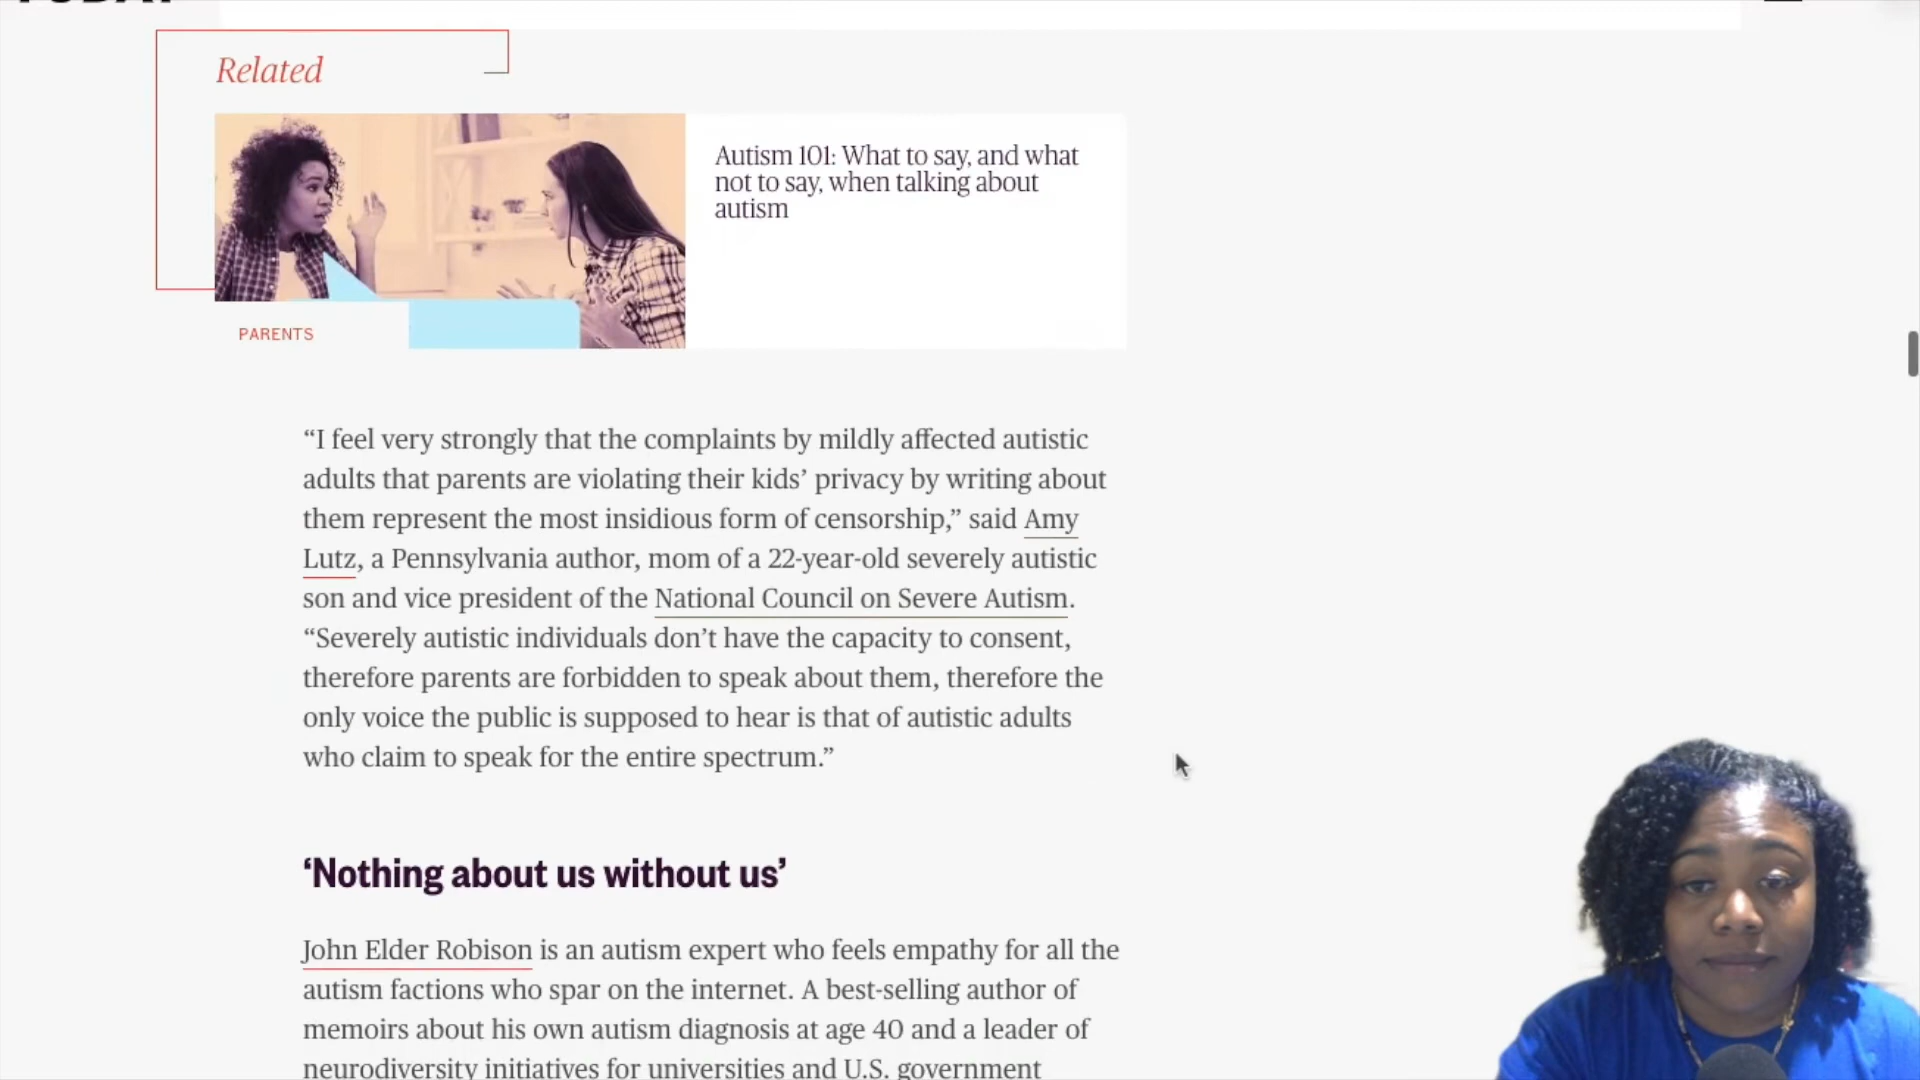 Related
Autism 101: What to say, and what
not to say, when talking about
autism
PARENTS
“I feel very strongly that the complaints by mildly affected autistic
adults that parents are violating their kids’ privacy by writing about
them represent the most insidious form of censorship,” said Amy
Lutz, a Pennsylvania author, mom of a 22-year-old severely autistic
son and vice president of the National Council on Severe Autism.
“Severely autistic individuals don’t have the capacity to consent,
therefore parents are forbidden to speak about them, therefore the
only voice the public is supposed to hear is that of autistic adults
who claim to speak for the entire spectrum.”
‘Nothing about us without us’
John Elder Robison is an autism expert who feels empathy for all the
autism factions who spar on the internet. A best-selling author of
memoirs about his own autism diagnosis at age 40 and a leader of
neurodiversity initiatives for universities and U.S. government